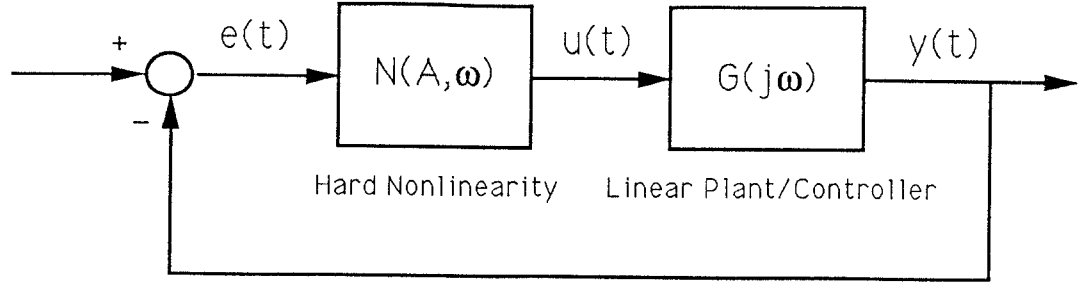 + e(t) N(A,ω) u(t) G(jω) y(t)
−
Hard Nonlinearity Linear Plant/Controller